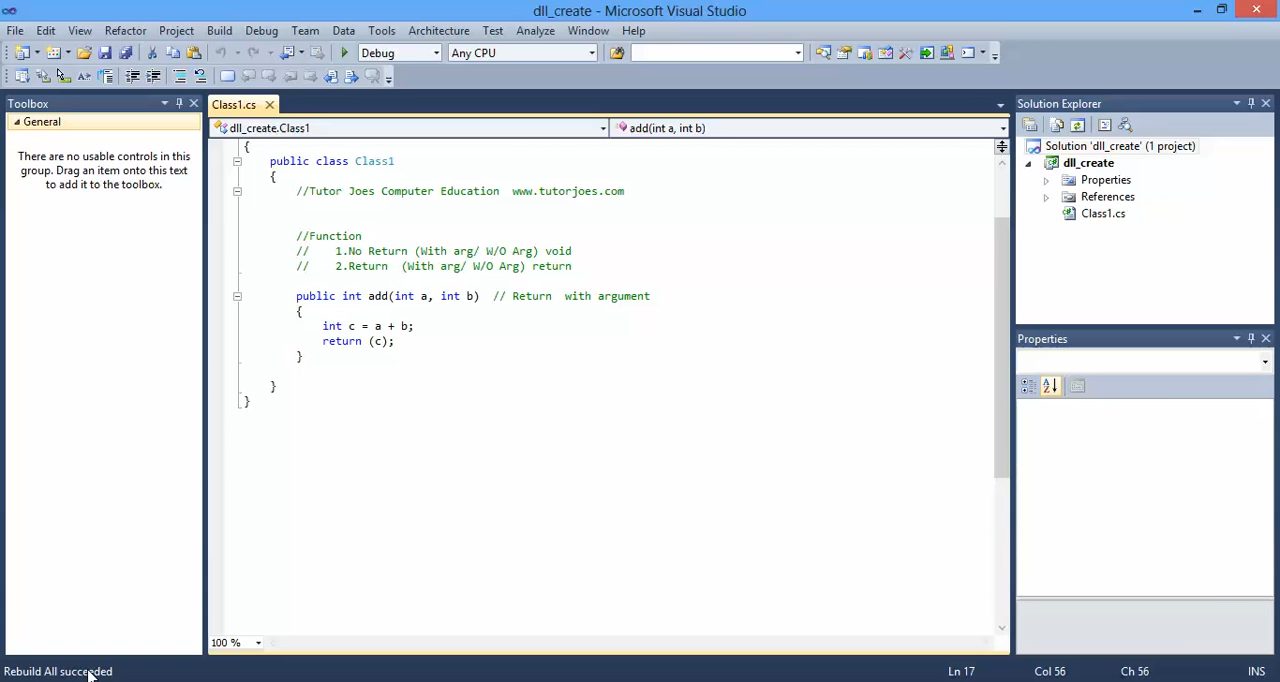 dll_create - Microsoft Visual Studio
File Edit View Refactor Project Build Debug Team Data Tools Architecture Test Analyze Window Help
Debug Any CPU
Toolbox
General
There are no usable controls in this
group. Drag an item onto this text
to add it to the toolbox.
Class1.cs
dll_create.Class1 add(int a, int b)
{
public class Class1
{
//Tutor Joes Computer Education www.tutorjoes.com
//Function
// 1.No Return (With arg/ W/O Arg) void
// 2.Return (With arg/ W/O Arg) return
public int add(int a, int b) // Return with argument
{
int c = a + b;
return (c);
}
}
}
100 %
Solution Explorer
Solution 'dll_create' (1 project)
dll_create
Properties
References
Class1.cs
Properties
Rebuild All succeeded Ln 17 Col 56 Ch 56 INS